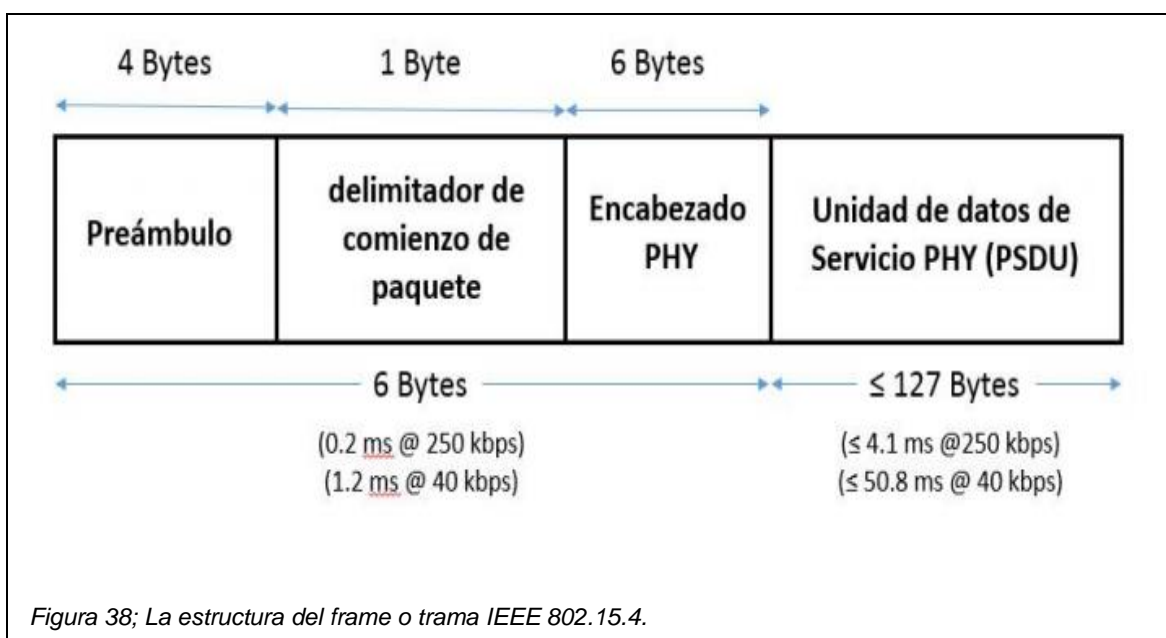 4 Bytes 1 Byte 6 Bytes
Preámbulo
delimitador de
comienzo de
paquete
Encabezado
PHY
Unidad de datos de
Servicio PHY (PSDU)
6 Bytes ≤ 127 Bytes
(0.2 ms @ 250 kbps) (≤ 4.1 ms @250 kbps)
(1.2 ms @ 40 kbps) (≤ 50.8 ms @ 40 kbps)
Figura 38; La estructura del frame o trama IEEE 802.15.4.